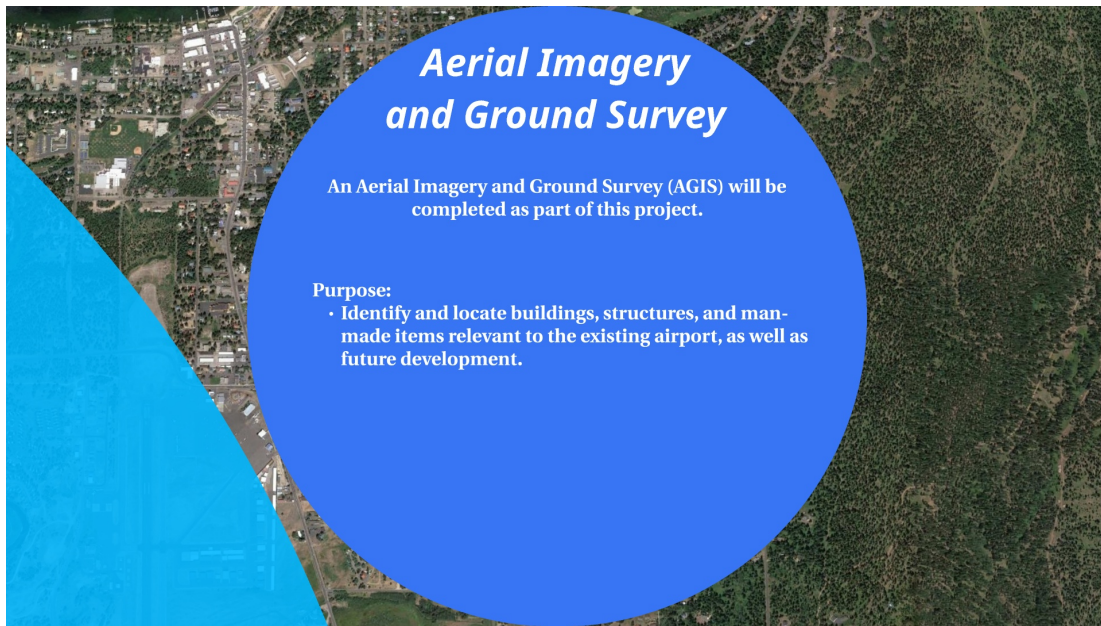 Aerial Imagery
and Ground Survey
An Aerial Imagery and Ground Survey (AGIS) will be
completed as part of this project.
Purpose:
• Identify and locate buildings, structures, and man-
made items relevant to the existing airport, as well as
future development.